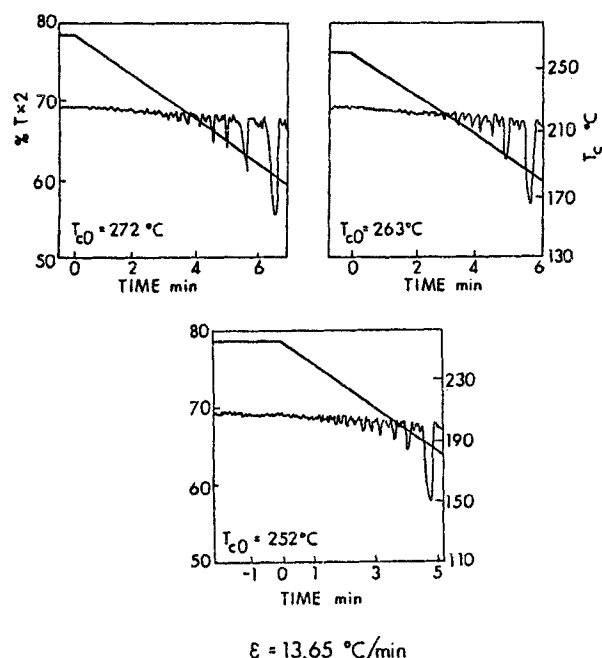 80
70
60
50
% T×2
T_c0 = 272 °C
0 2 4 6
TIME min
250
210
170
130
T_c °C
T_c0 = 263 °C
0 2 4 6
TIME min
80
70
60
50
T_c0 = 252 °C
230
190
150
110
-1 0 1 3 5
TIME min
ε = 13.65 °C/min